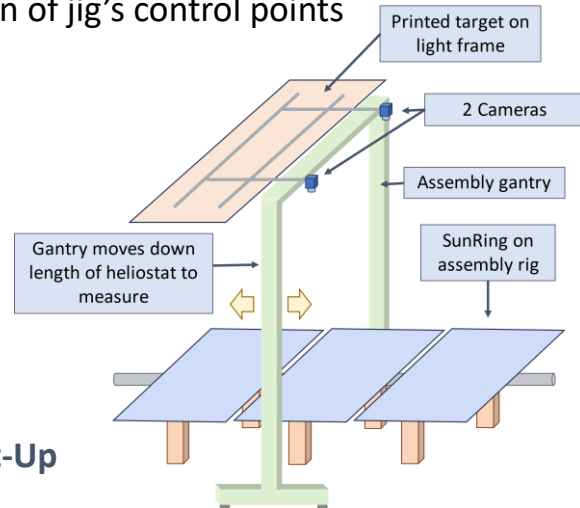 n of jig’s control points
Printed target on
light frame
2 Cameras
Assembly gantry
Gantry moves down
length of heliostat to
measure
SunRing on
assembly rig
-Up